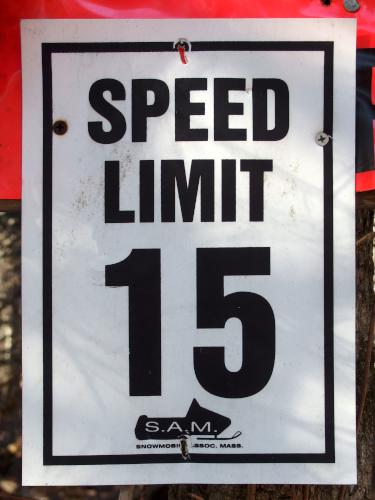 SPEED
LIMIT
15
S.A.M.
SNOWMOBILE ASSOC. MASS.